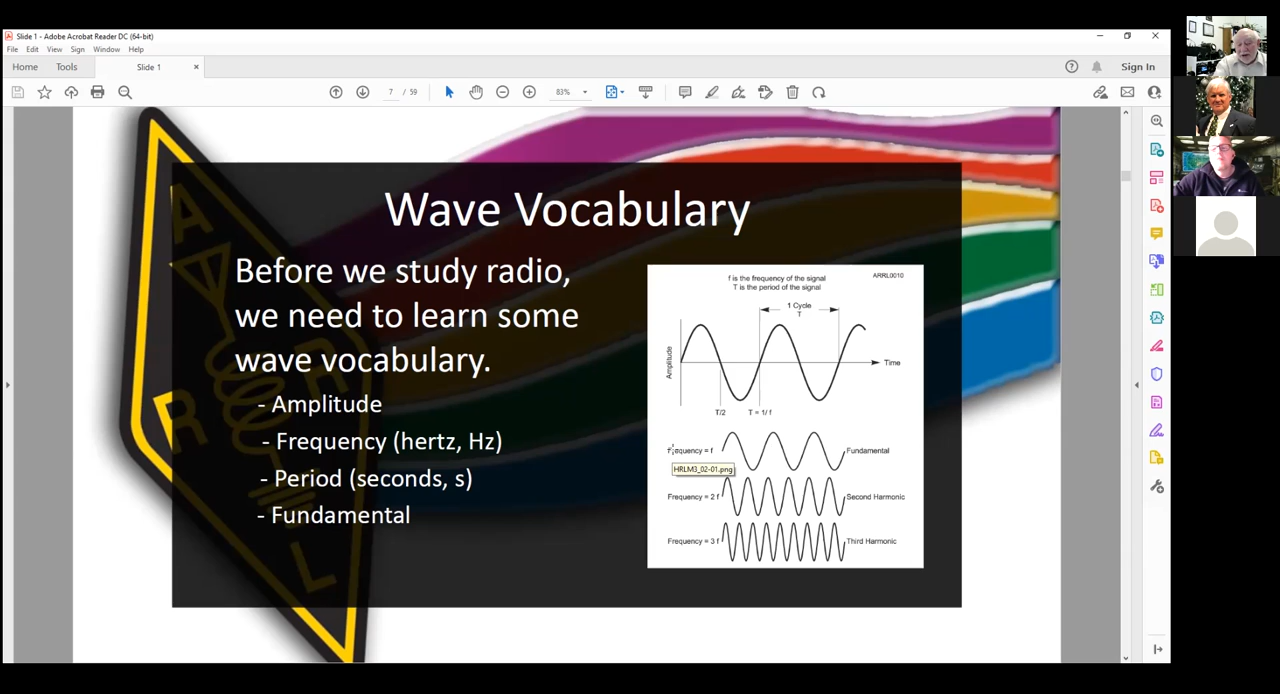 Slide 1 - Adobe Acrobat Reader DC (64-bit)
File Edit View Sign Window Help
Home Tools Slide 1 × Sign In
7 / 59 83%
Wave Vocabulary
Before we study radio,
we need to learn some
wave vocabulary.
- Amplitude
- Frequency (hertz, Hz)
- Period (seconds, s)
- Fundamental
f is the frequency of the signal
T is the period of the signal
ARRL0010
1 Cycle
T
Amplitude
Time
T/2
T = 1/ f
Frequency = f
Fundamental
HRLM3_02-01.png
Frequency = 2 f
Second Harmonic
Frequency = 3 f
Third Harmonic
A
R
R
L